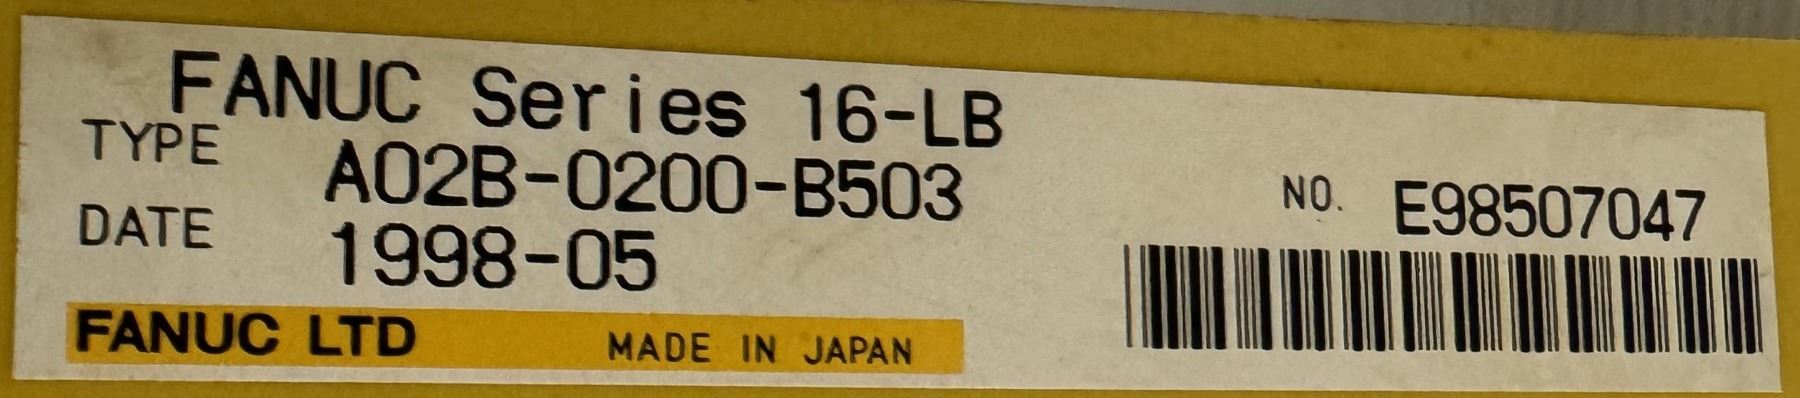 FANUC Series 16-LB
TYPE A02B-0200-B503
DATE 1998-05
NO. E98507047
FANUC LTD MADE IN JAPAN